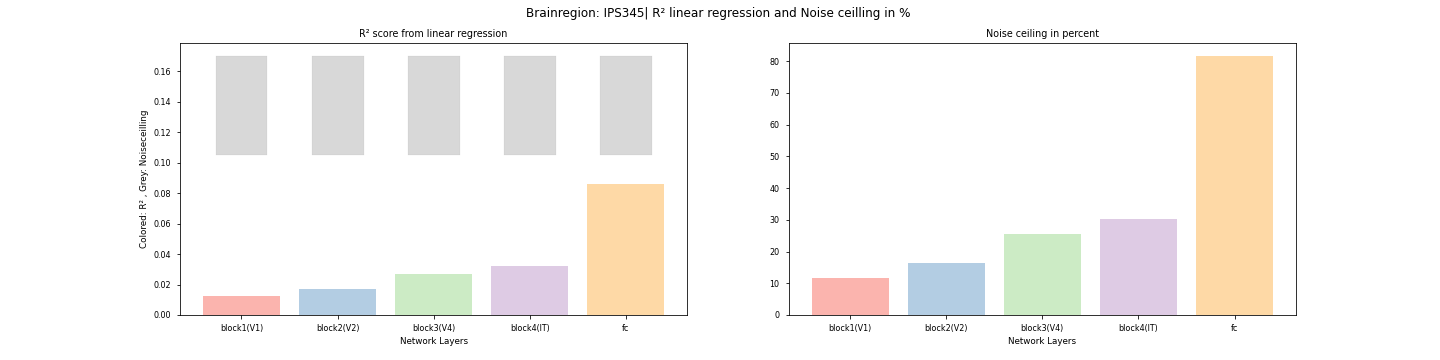 Brainregion: IPS345| R² linear regression and Noise ceilling in %
R² score from linear regression
Colored: R² , Grey: Noiseceilling
0.16
0.14
0.12
0.10
0.08
0.06
0.04
0.02
0.00
block1(V1) block2(V2) block3(V4) block4(IT) fc
Network Layers
Noise ceiling in percent
80
70
60
50
40
30
20
10
0
block1(V1) block2(V2) block3(V4) block4(IT) fc
Network Layers